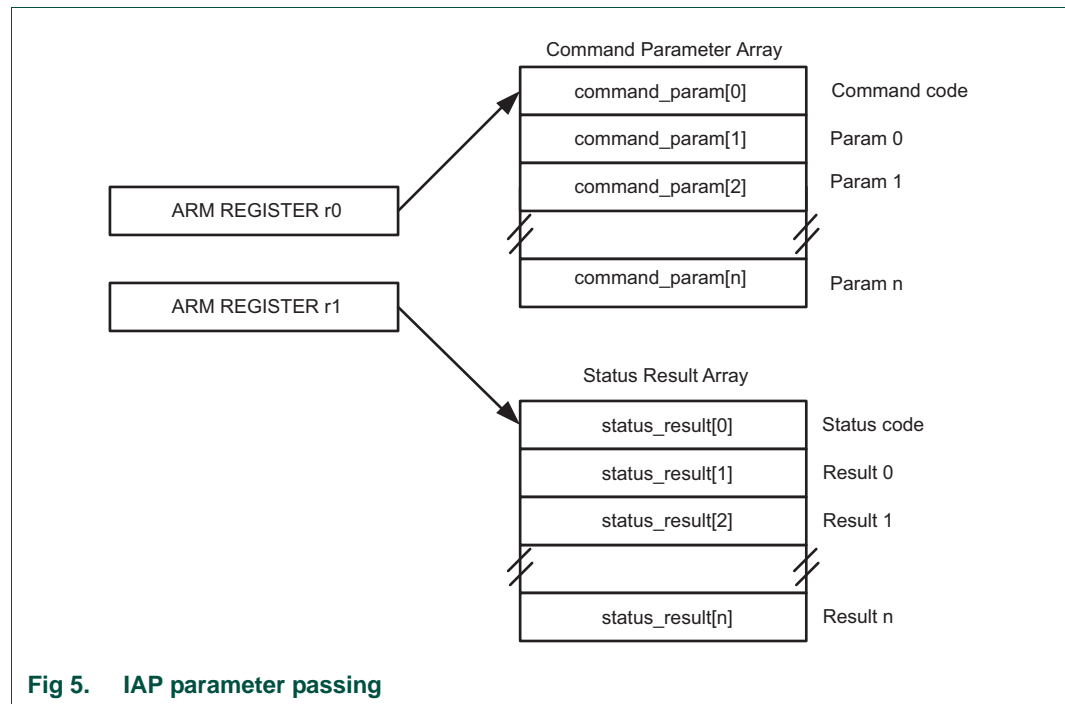 Command Parameter Array
command_param[0] Command code
command_param[1] Param 0
command_param[2] Param 1
ARM REGISTER r0
command_param[n] Param n
ARM REGISTER r1
Status Result Array
status_result[0] Status code
status_result[1] Result 0
status_result[2] Result 1
status_result[n] Result n
Fig 5. IAP parameter passing